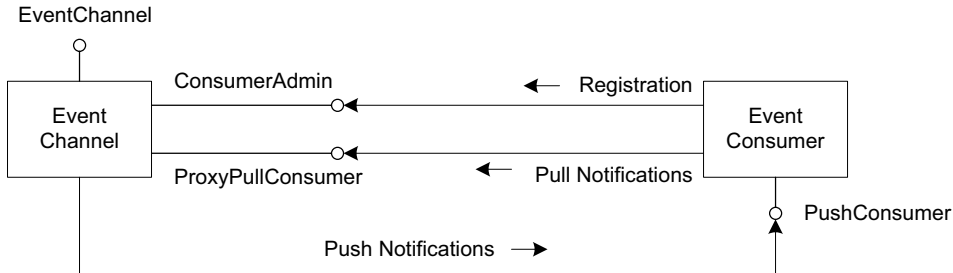 EventChannel
ConsumerAdmin
Registration
Event
Channel
Event
Consumer
ProxyPullConsumer
Pull Notifications
PushConsumer
Push Notifications